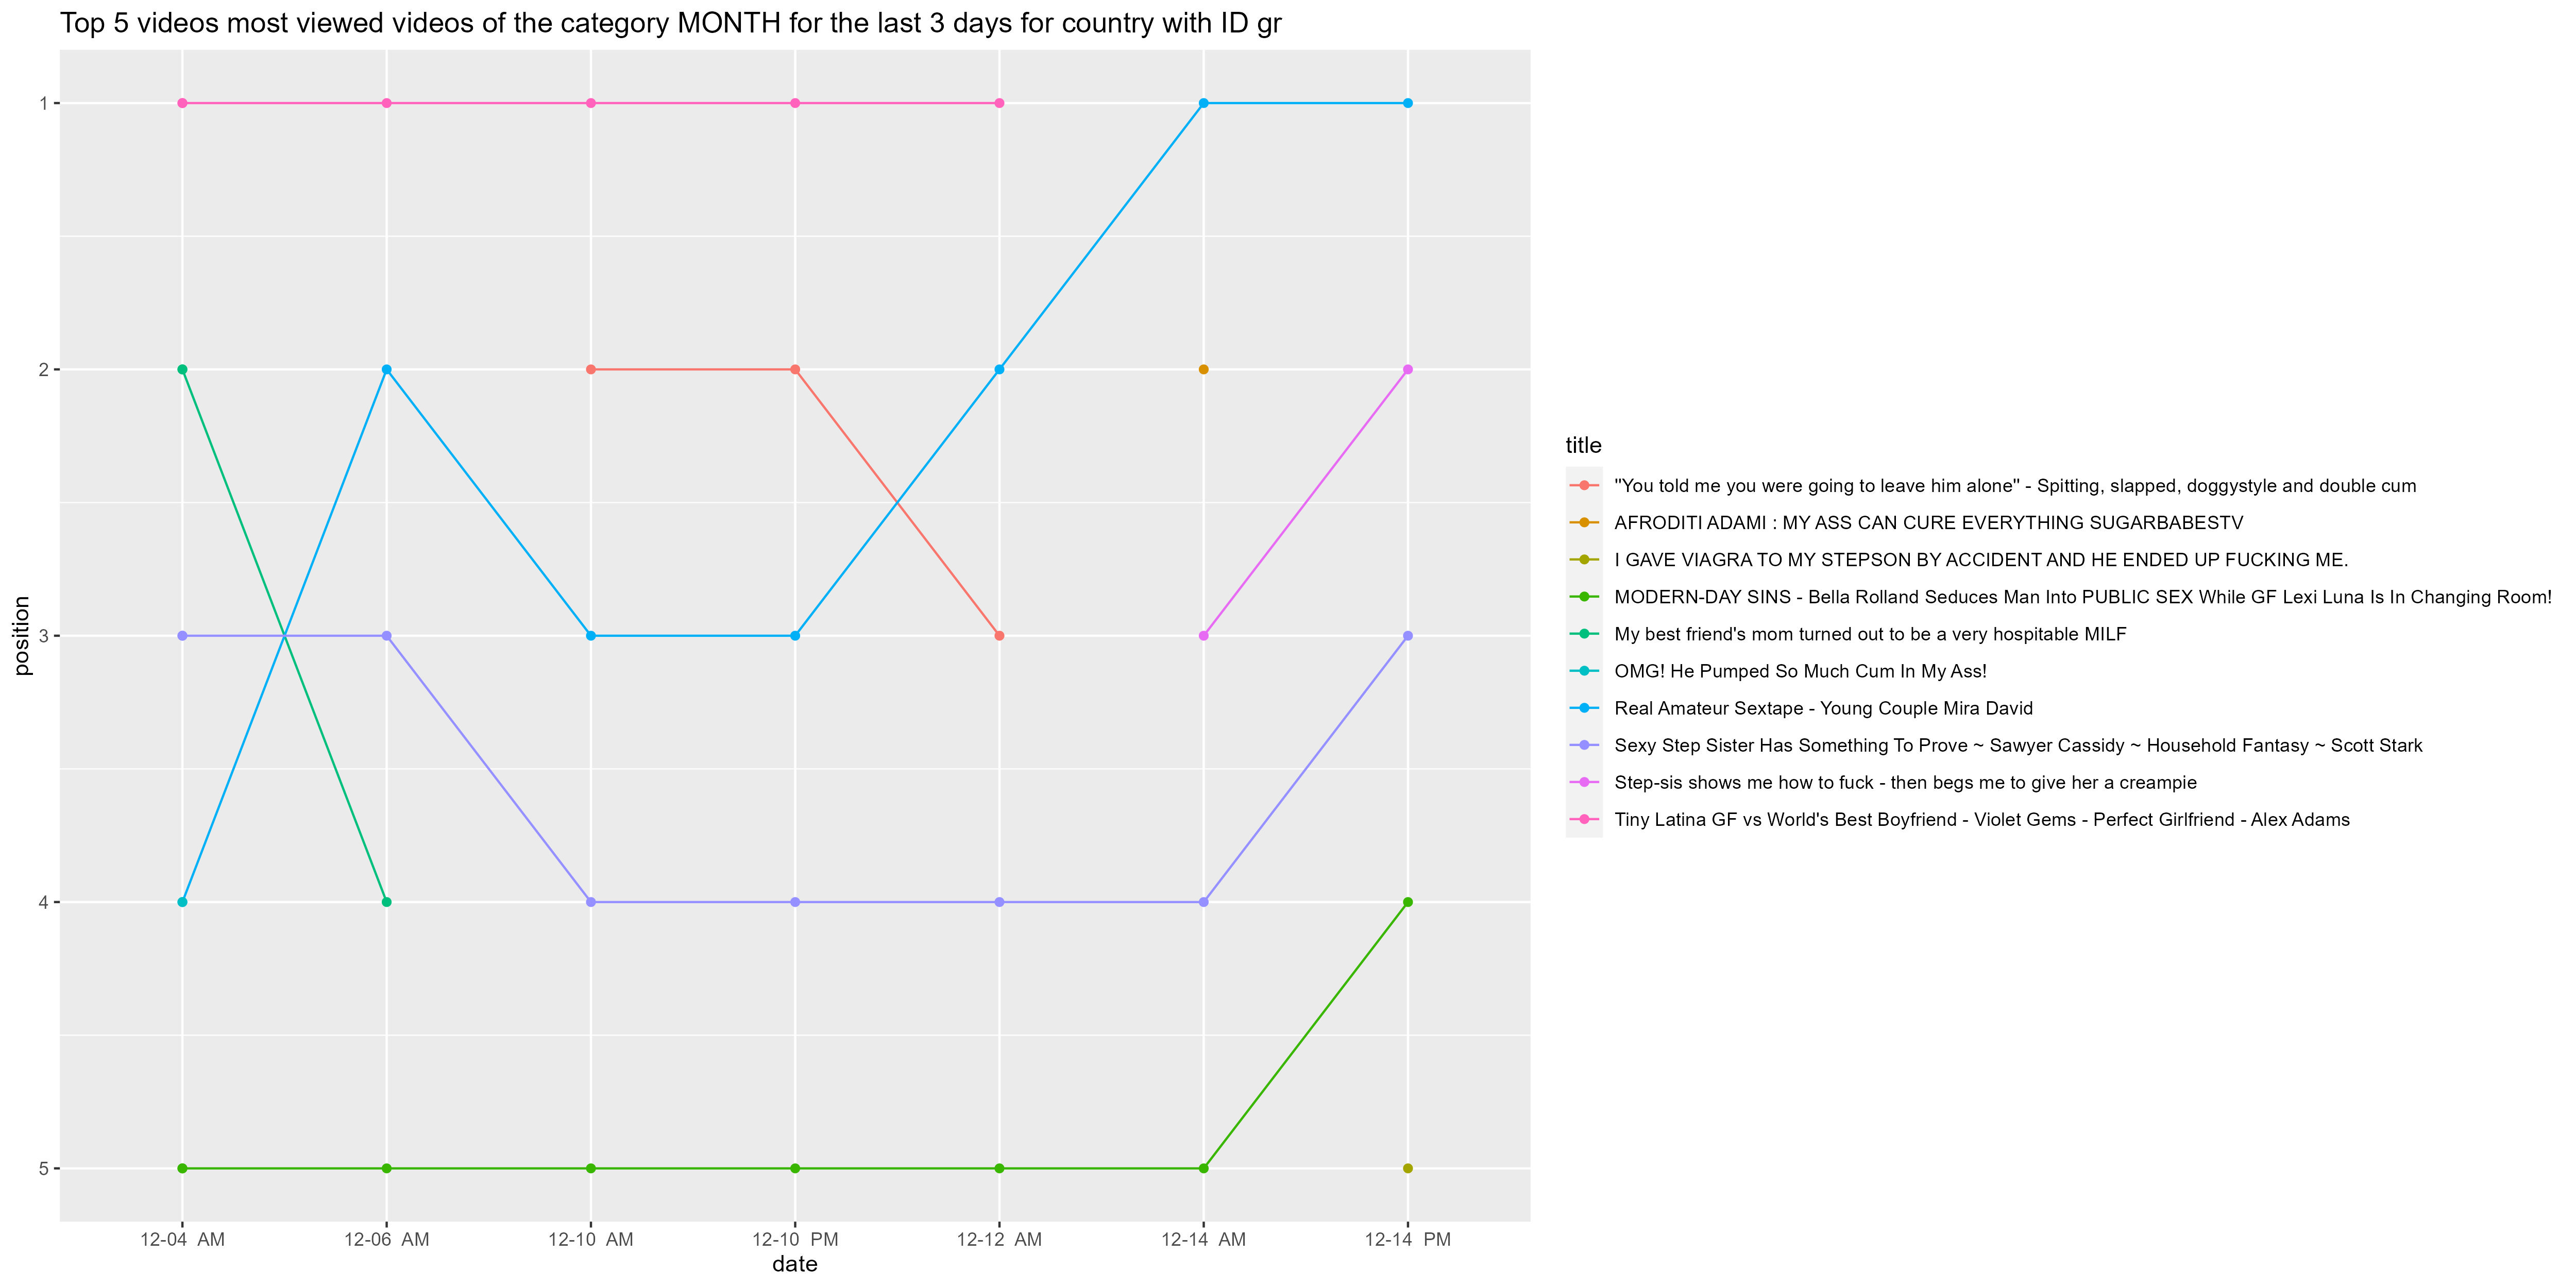 Top 5 videos most viewed videos of the category MONTH for the last 3 days for country with ID gr
1
2
3
4
5
position
12-04 AM
12-06 AM
12-10 AM
12-10 PM
12-12 AM
12-14 AM
12-14 PM
date
title
"You told me you were going to leave him alone" - Spitting, slapped, doggystyle and double cum
AFRODITI ADAMI : MY ASS CAN CURE EVERYTHING SUGARBABESTV
I GAVE VIAGRA TO MY STEPSON BY ACCIDENT AND HE ENDED UP FUCKING ME.
MODERN-DAY SINS - Bella Rolland Seduces Man Into PUBLIC SEX While GF Lexi Luna Is In Changing Room!
My best friend's mom turned out to be a very hospitable MILF
OMG! He Pumped So Much Cum In My Ass!
Real Amateur Sextape - Young Couple Mira David
Sexy Step Sister Has Something To Prove ~ Sawyer Cassidy ~ Household Fantasy ~ Scott Stark
Step-sis shows me how to fuck - then begs me to give her a creampie
Tiny Latina GF vs World's Best Boyfriend - Violet Gems - Perfect Girlfriend - Alex Adams